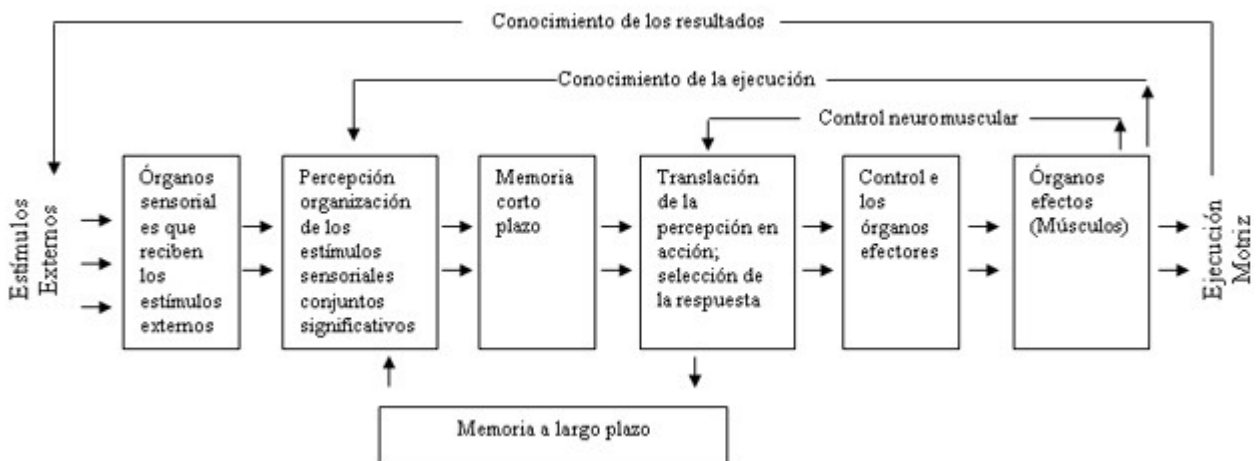 Conocimiento de los resultados
Conocimiento de la ejecución
Control neuromuscular
Estímulos
Externos
Órganos
sensorial
es que
reciben
los
estímulos
externos
Percepción
organización
de los
estímulos
sensoriales
conjuntos
significativos
Memoria
corto
plazo
Translación
de la
percepción en
acción;
selección de
la respuesta
Control e
los
órganos
efectores
Órganos
efectos
(Músculos)
Ejecución
Motriz
Memoria a largo plazo